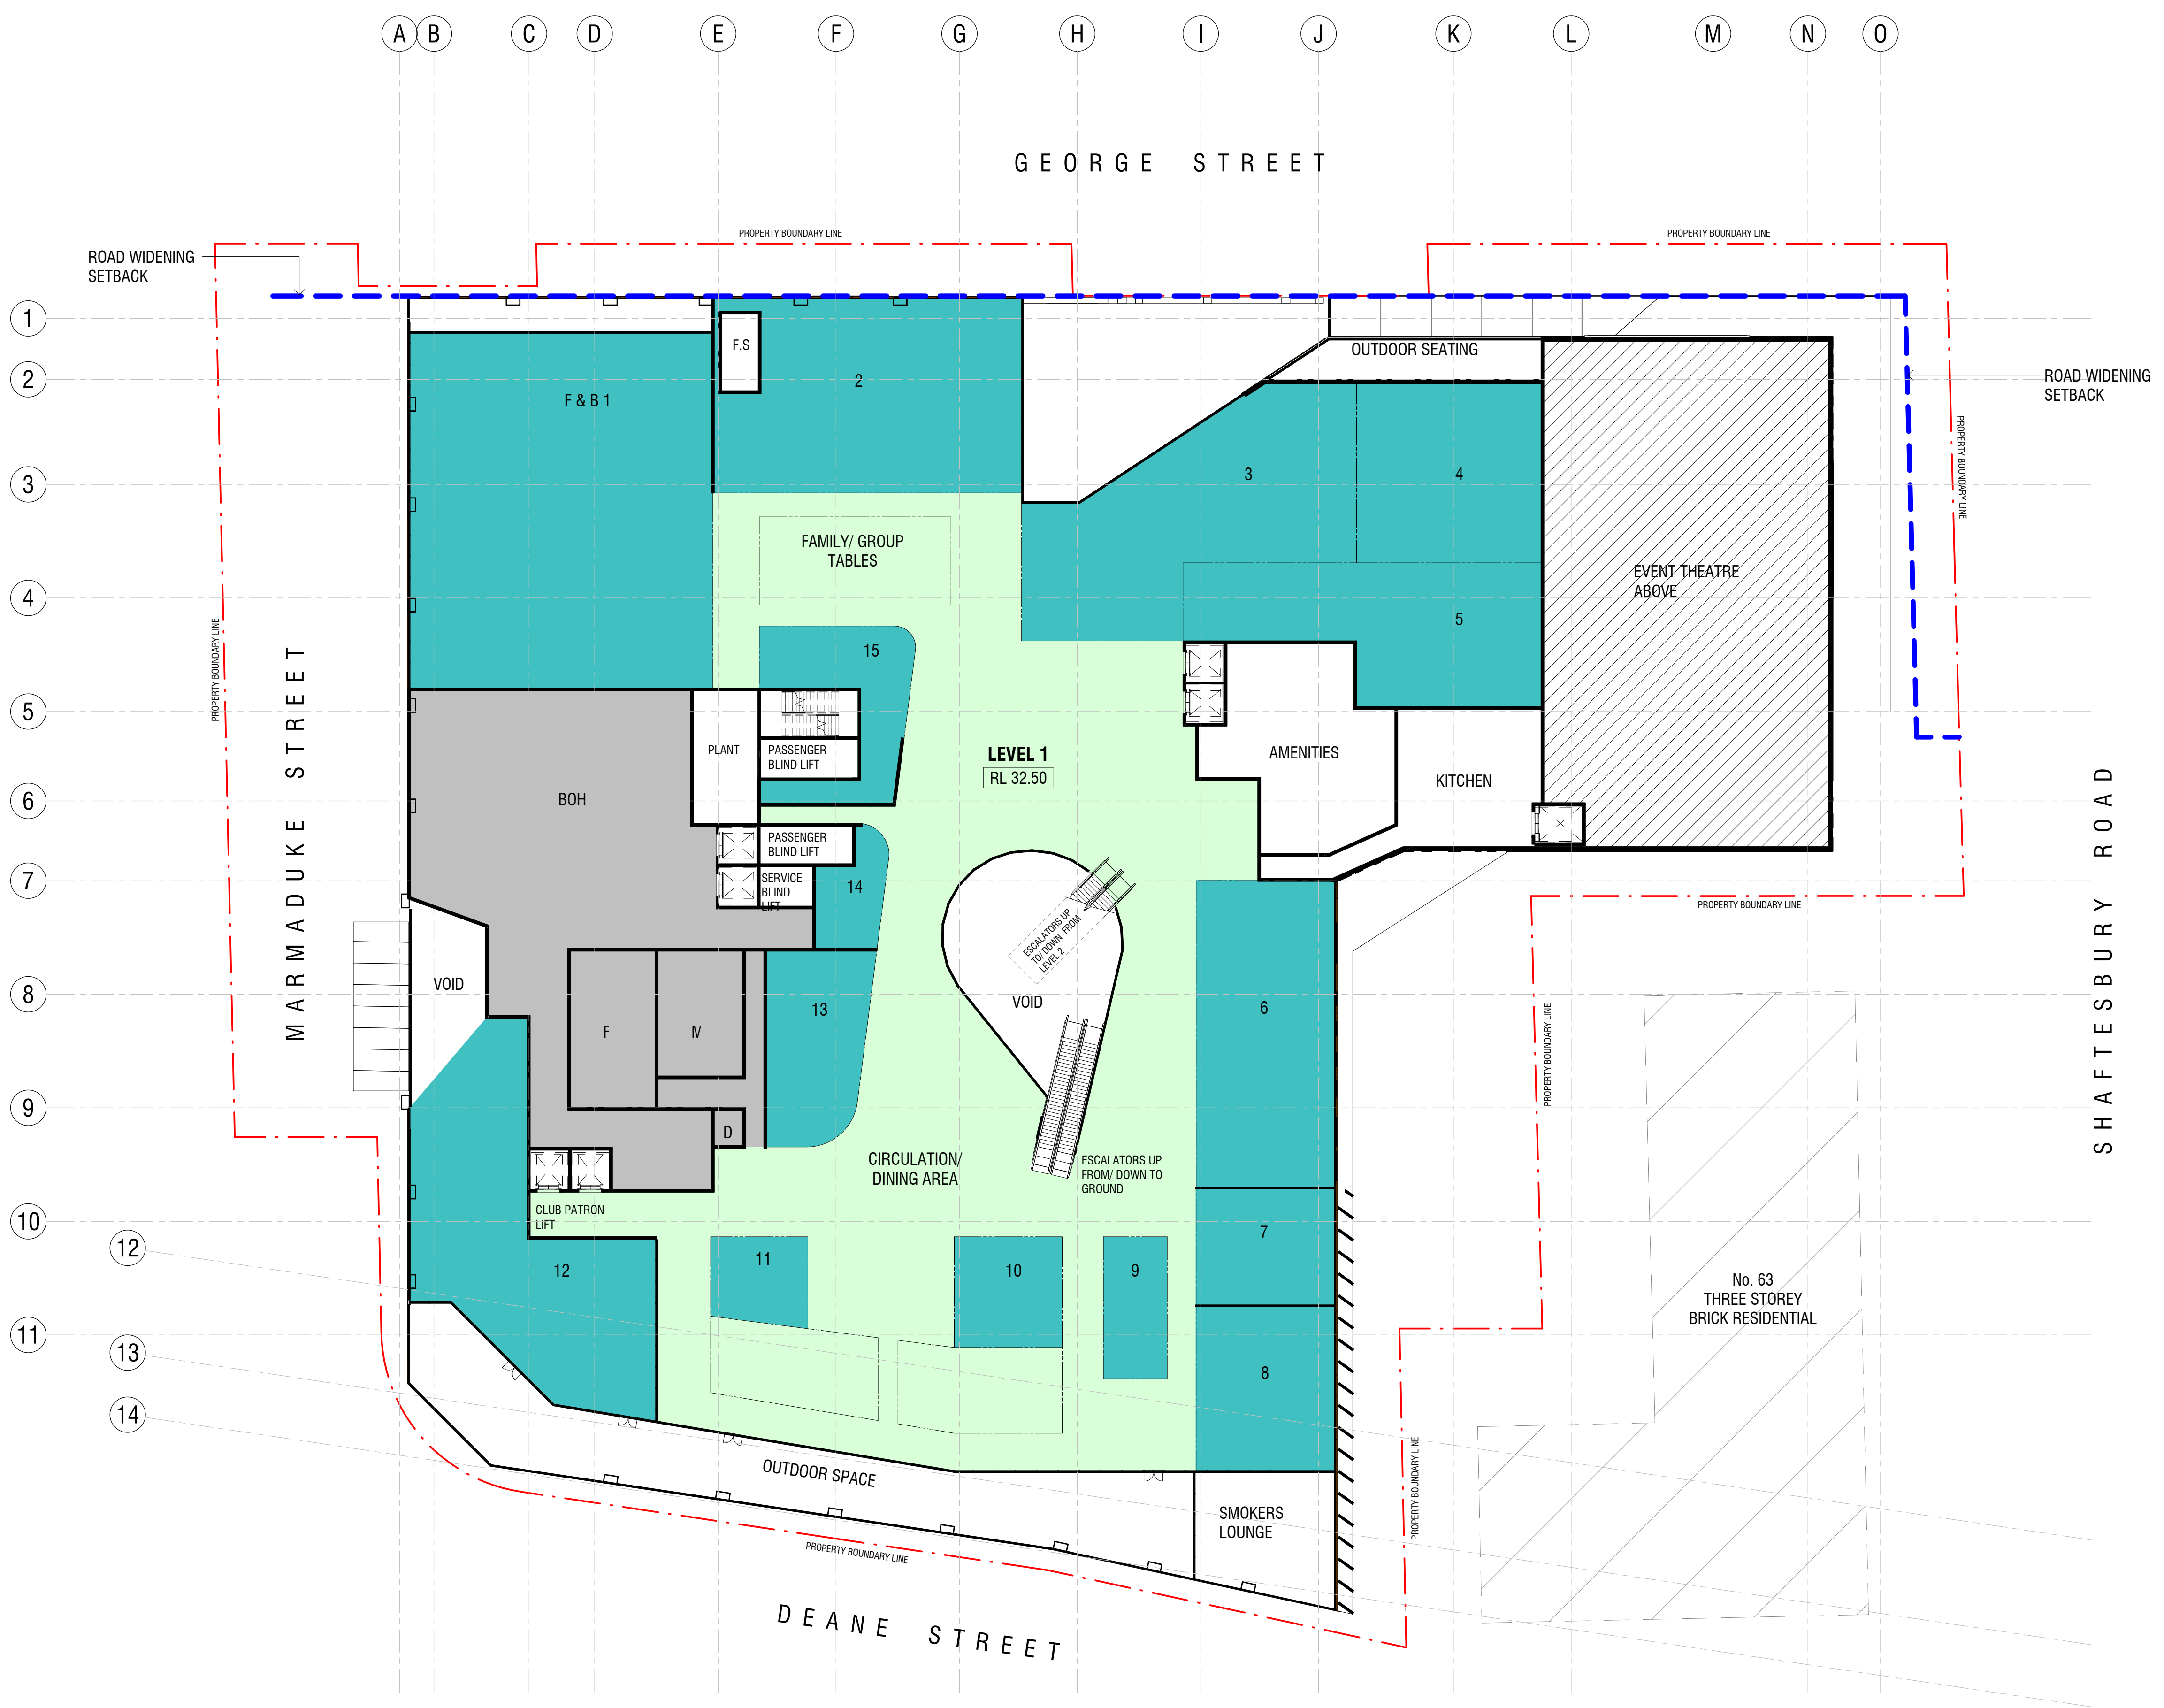 A B C D E F G H I J K L M N O
GEORGE STREET
PROPERTY BOUNDARY LINE
PROPERTY BOUNDARY LINE
ROAD WIDENING
SETBACK
1
F.S
OUTDOOR SEATING
2
2
ROAD WIDENING
SETBACK
F & B 1
3
4
3
PROPERTY BOUNDARY LINE
FAMILY/ GROUP
TABLES
EVENT THEATRE
ABOVE
4
5
PROPERTY BOUNDARY LINE
15
MARMADUKE STREET
5
PLANT
PASSENGER
BLIND LIFT
LEVEL 1
RL 32.50
AMENITIES
KITCHEN
BOH
6
PASSENGER
BLIND LIFT
SERVICE
BLIND
LIFT
14
7
PROPERTY BOUNDARY LINE
SHAFTESBURY ROAD
ESCALATORS UP
TO/ DOWN FROM
LEVEL 2
VOID
8
VOID
13
6
F
M
PROPERTY BOUNDARY LINE
9
D
CIRCULATION/
DINING AREA
ESCALATORS UP
FROM/ DOWN TO
GROUND
CLUB PATRON
LIFT
10
7
12
12
11
10
9
No. 63
THREE STOREY
BRICK RESIDENTIAL
11
13
8
14
OUTDOOR SPACE
PROPERTY BOUNDARY LINE
SMOKERS
LOUNGE
PROPERTY BOUNDARY LINE
DEANE STREET